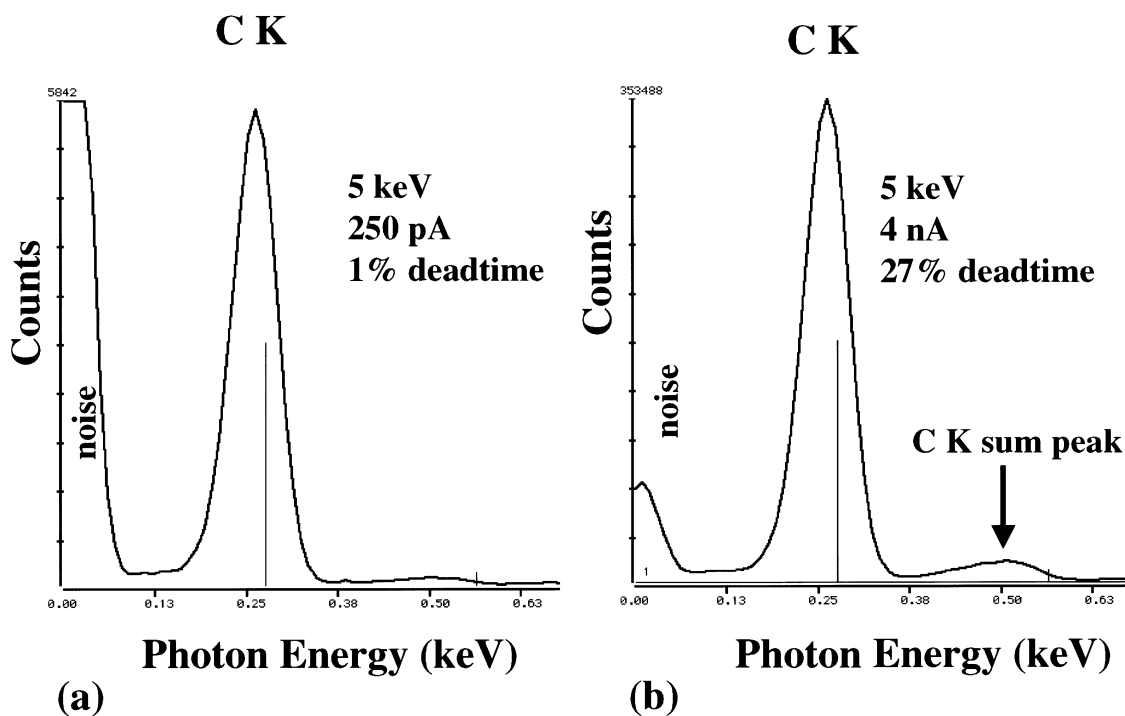 C K
5842
5 keV
250 pA
1% deadtime
Counts
noise
0.00 0.13 0.25 0.38 0.50 0.63
Photon Energy (keV)
(a)
C K
353488
5 keV
4 nA
27% deadtime
Counts
noise
C K sum peak
1
0.00 0.13 0.25 0.38 0.50 0.63
Photon Energy (keV)
(b)